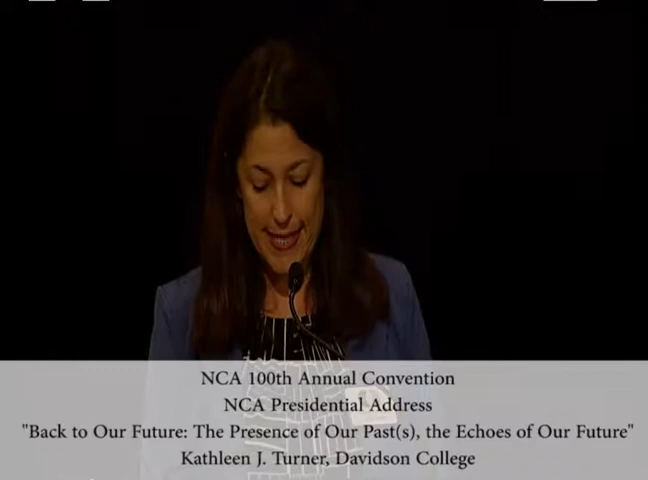 NCA 100th Annual Convention
NCA Presidential Address
"Back to Our Future: The Presence of Our Past(s), the Echoes of Our Future"
Kathleen J. Turner, Davidson College